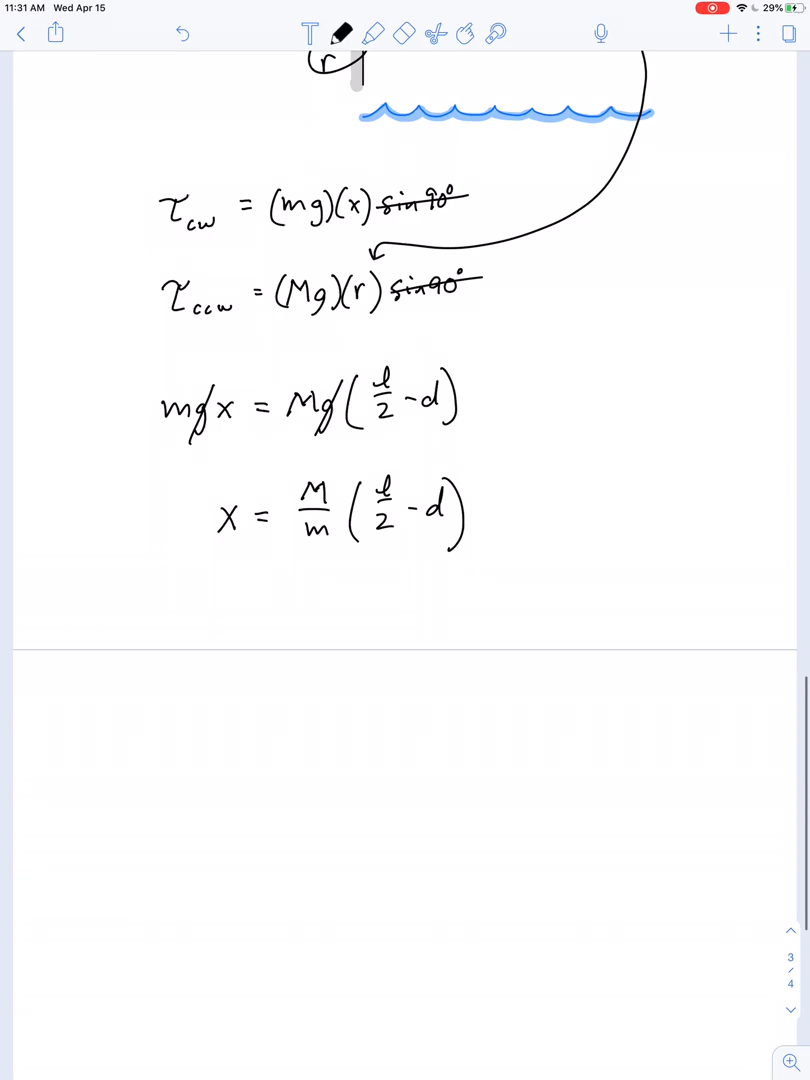 11:31 AM Wed Apr 15
29%
T
r
τcw = (mg)(x) sin 90°
τccw = (Mg)(r) sin 90°
mgx = Mg(l/2 - d)
x = M/m (l/2 - d)
3
/
4